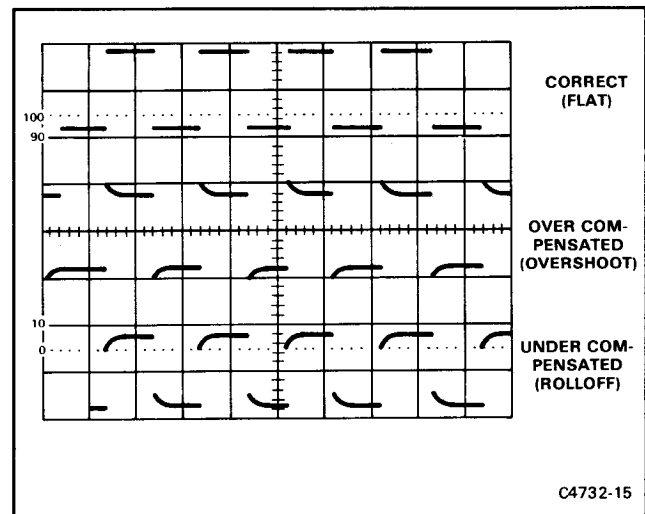 CORRECT
(FLAT)
100
90
OVER COM-
PENSATED
(OVERSHOOT)
10
0
UNDER COM-
PENSATED
(ROLLOFF)
C4732-15